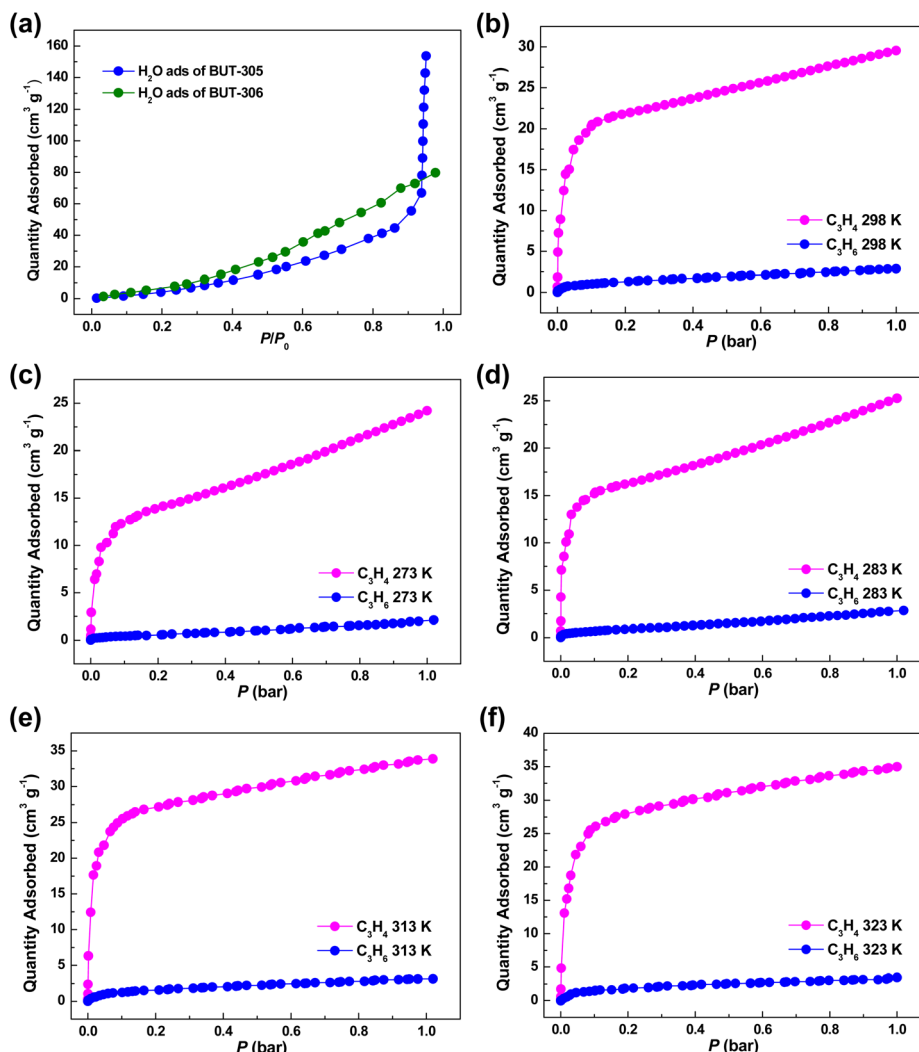 (a)
160
140
120
100
80
60
40
20
0
Quantity Adsorbed (cm³ g⁻¹)
H₂O ads of BUT-305
H₂O ads of BUT-306
0.0 0.2 0.4 0.6 0.8 1.0
P/P₀
(b)
30
25
20
15
10
5
0
Quantity Adsorbed (cm³ g⁻¹)
C₃H₄ 298 K
C₃H₆ 298 K
0.0 0.2 0.4 0.6 0.8 1.0
P (bar)
(c)
25
20
15
10
5
0
Quantity Adsorbed (cm³ g⁻¹)
C₃H₄ 273 K
C₃H₆ 273 K
0.0 0.2 0.4 0.6 0.8 1.0
P (bar)
(d)
25
20
15
10
5
0
Quantity Adsorbed (cm³ g⁻¹)
C₃H₄ 283 K
C₃H₆ 283 K
0.0 0.2 0.4 0.6 0.8 1.0
P (bar)
(e)
35
30
25
20
15
10
5
0
Quantity Adsorbed (cm³ g⁻¹)
C₃H₄ 313 K
C₃H₆ 313 K
0.0 0.2 0.4 0.6 0.8 1.0
P (bar)
(f)
40
35
30
25
20
15
10
5
0
Quantity Adsorbed (cm³ g⁻¹)
C₃H₄ 323 K
C₃H₆ 323 K
0.0 0.2 0.4 0.6 0.8 1.0
P (bar)